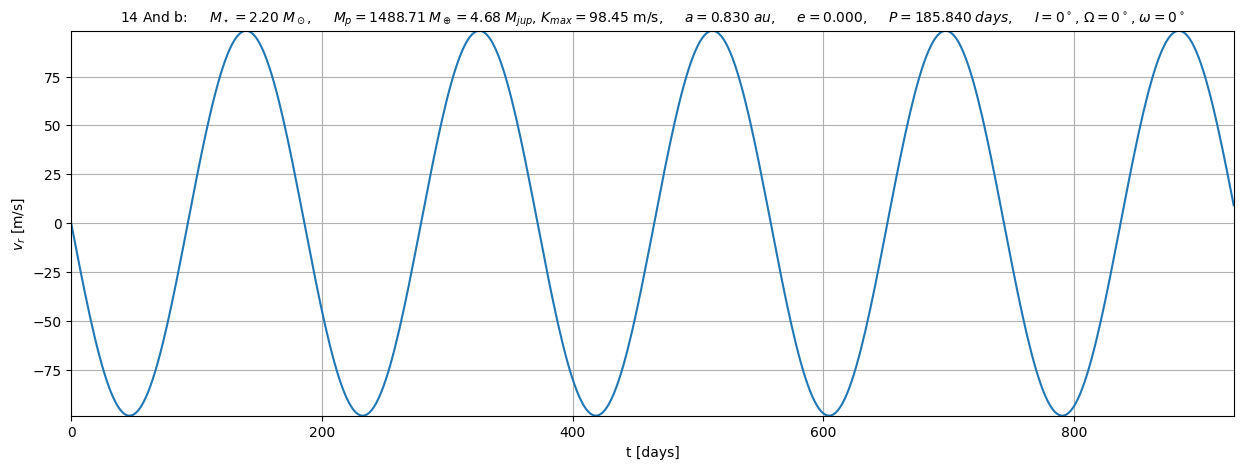 14 And b: M⋆ = 2.20 M⊙, Mp = 1488.71 M⊕ = 4.68 Mjup, Kmax = 98.45 m/s, a = 0.830 au, e = 0.000, P = 185.840 days, I = 0°, Ω = 0°, ω = 0°
75
50
25
0
−25
−50
−75
vr [m/s]
0 200 400 600 800
t [days]